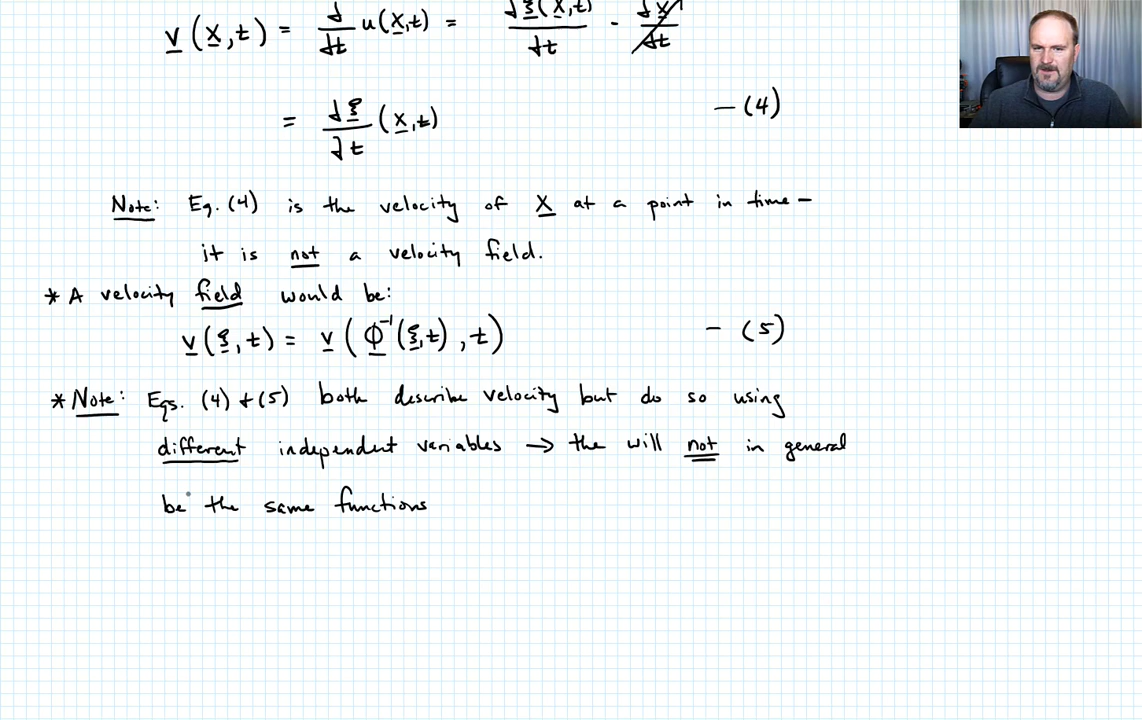 v(x,t) = d/dt u(x,t) = dξ(x,t)/dt - dx/dt
= dξ/dt (x,t) — (4)
Note: Eq. (4) is the velocity of X at a point in time –
it is not a velocity field.
* A velocity field would be:
v(ξ,t) = v(Φ⁻¹(ξ,t), t) – (5)
* Note: Eqs. (4) + (5) both describe velocity but do so using
different independent variables → the will not in general
be the same functions